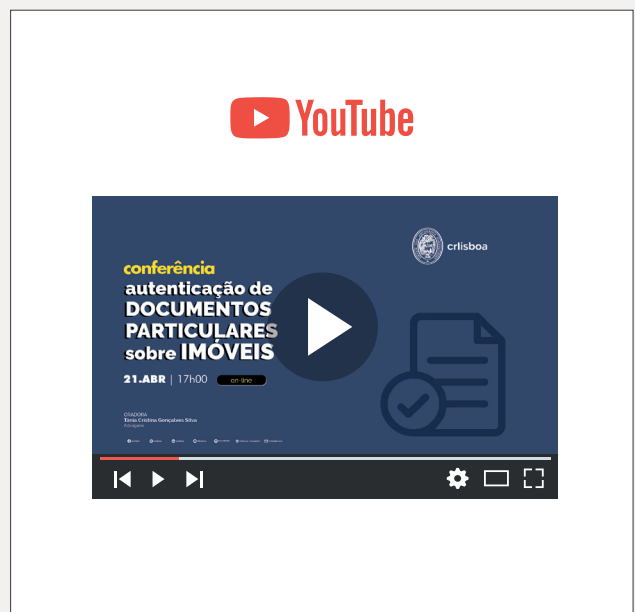 YouTube
crlisboa
conferência
autenticação de
DOCUMENTOS
PARTICULARES
sobre IMÓVEIS
21.ABR | 17h00 on-line
ORADORA
Tânia Cristina Gonçalves Silva
Advogada